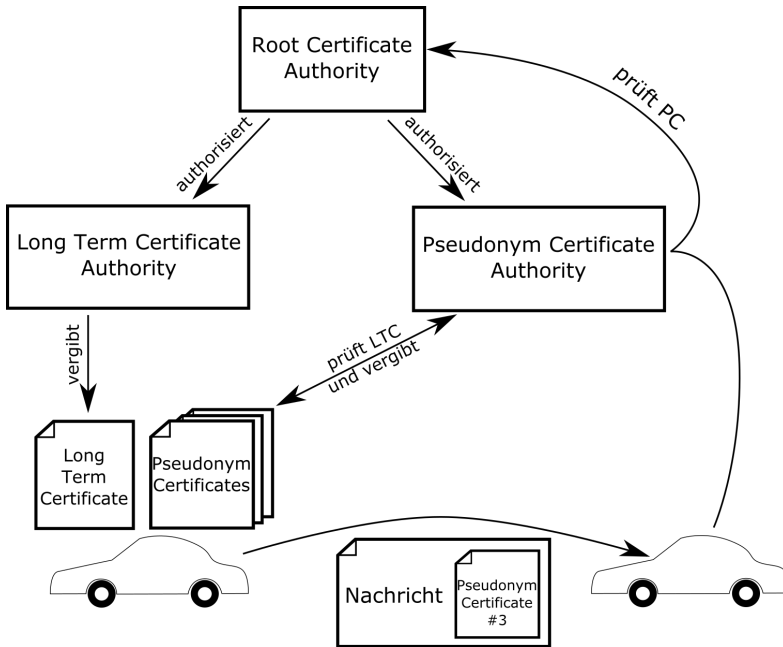 Root Certificate
Authority
prüft PC
authorisiert
authorisiert
Long Term Certificate
Authority
Pseudonym Certificate
Authority
vergibt
prüft LTC
und vergibt
Long
Term
Certificate
Pseudonym
Certificates
Nachricht
Pseudonym
Certificate
#3